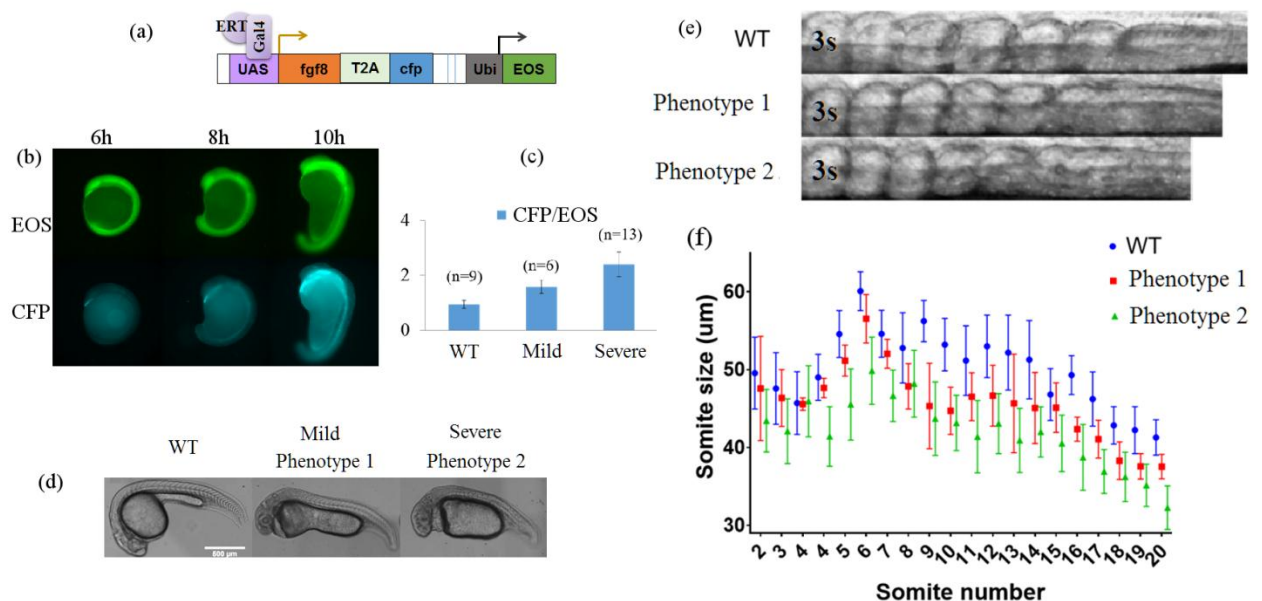 (a)
ERT
Gal4
UAS
fgf8
T2A
cfp
Ubi
EOS
(b)
6h
8h
10h
EOS
CFP
(c)
CFP/EOS
4
2
0
(n=9)
(n=6)
(n=13)
WT
Mild
Severe
(d)
WT
Mild
Phenotype 1
Severe
Phenotype 2
500 µm
(e)
WT
3s
Phenotype 1
3s
Phenotype 2
3s
(f)
WT
Phenotype 1
Phenotype 2
Somite size (um)
60
50
40
30
2
3
4
4
5
6
7
8
9
10
11
12
13
14
15
16
17
18
19
20
Somite number